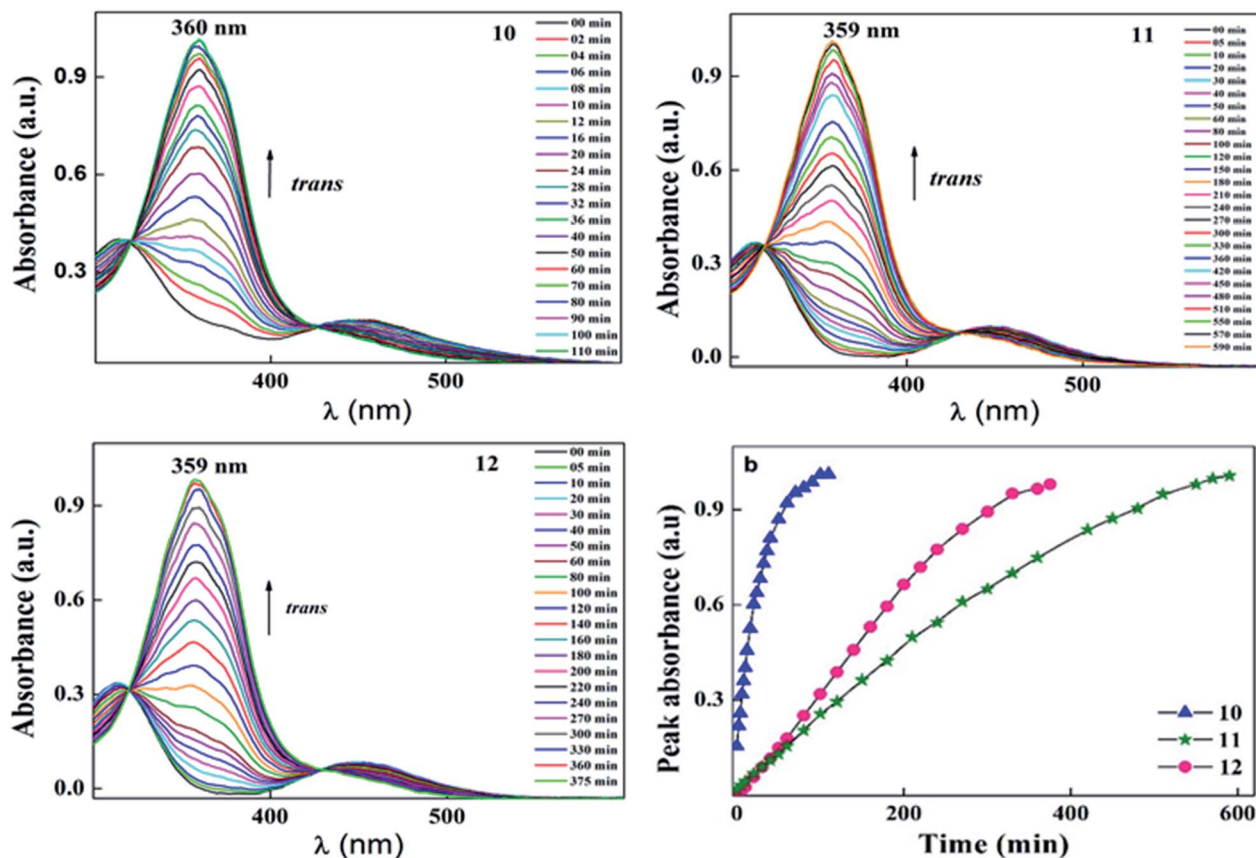 360 nm
10
0.9
0.6
0.3
Absorbance (a.u.)
trans
00 min
02 min
04 min
06 min
08 min
10 min
12 min
16 min
20 min
24 min
28 min
32 min
36 min
40 min
50 min
60 min
70 min
80 min
90 min
100 min
110 min
400
500
λ (nm)
359 nm
11
0.9
0.6
0.3
0.0
Absorbance (a.u.)
trans
00 min
05 min
10 min
20 min
30 min
40 min
50 min
60 min
80 min
100 min
120 min
150 min
180 min
210 min
240 min
270 min
300 min
330 min
360 min
420 min
450 min
480 min
510 min
550 min
570 min
590 min
400
500
λ (nm)
359 nm
12
0.9
0.6
0.3
0.0
Absorbance (a.u.)
trans
00 min
05 min
10 min
20 min
30 min
40 min
50 min
60 min
80 min
100 min
120 min
140 min
160 min
180 min
200 min
220 min
240 min
270 min
300 min
330 min
360 min
375 min
400
500
λ (nm)
b
0.9
0.6
0.3
Peak absorbance (a.u)
10
11
12
0
200
400
600
Time (min)